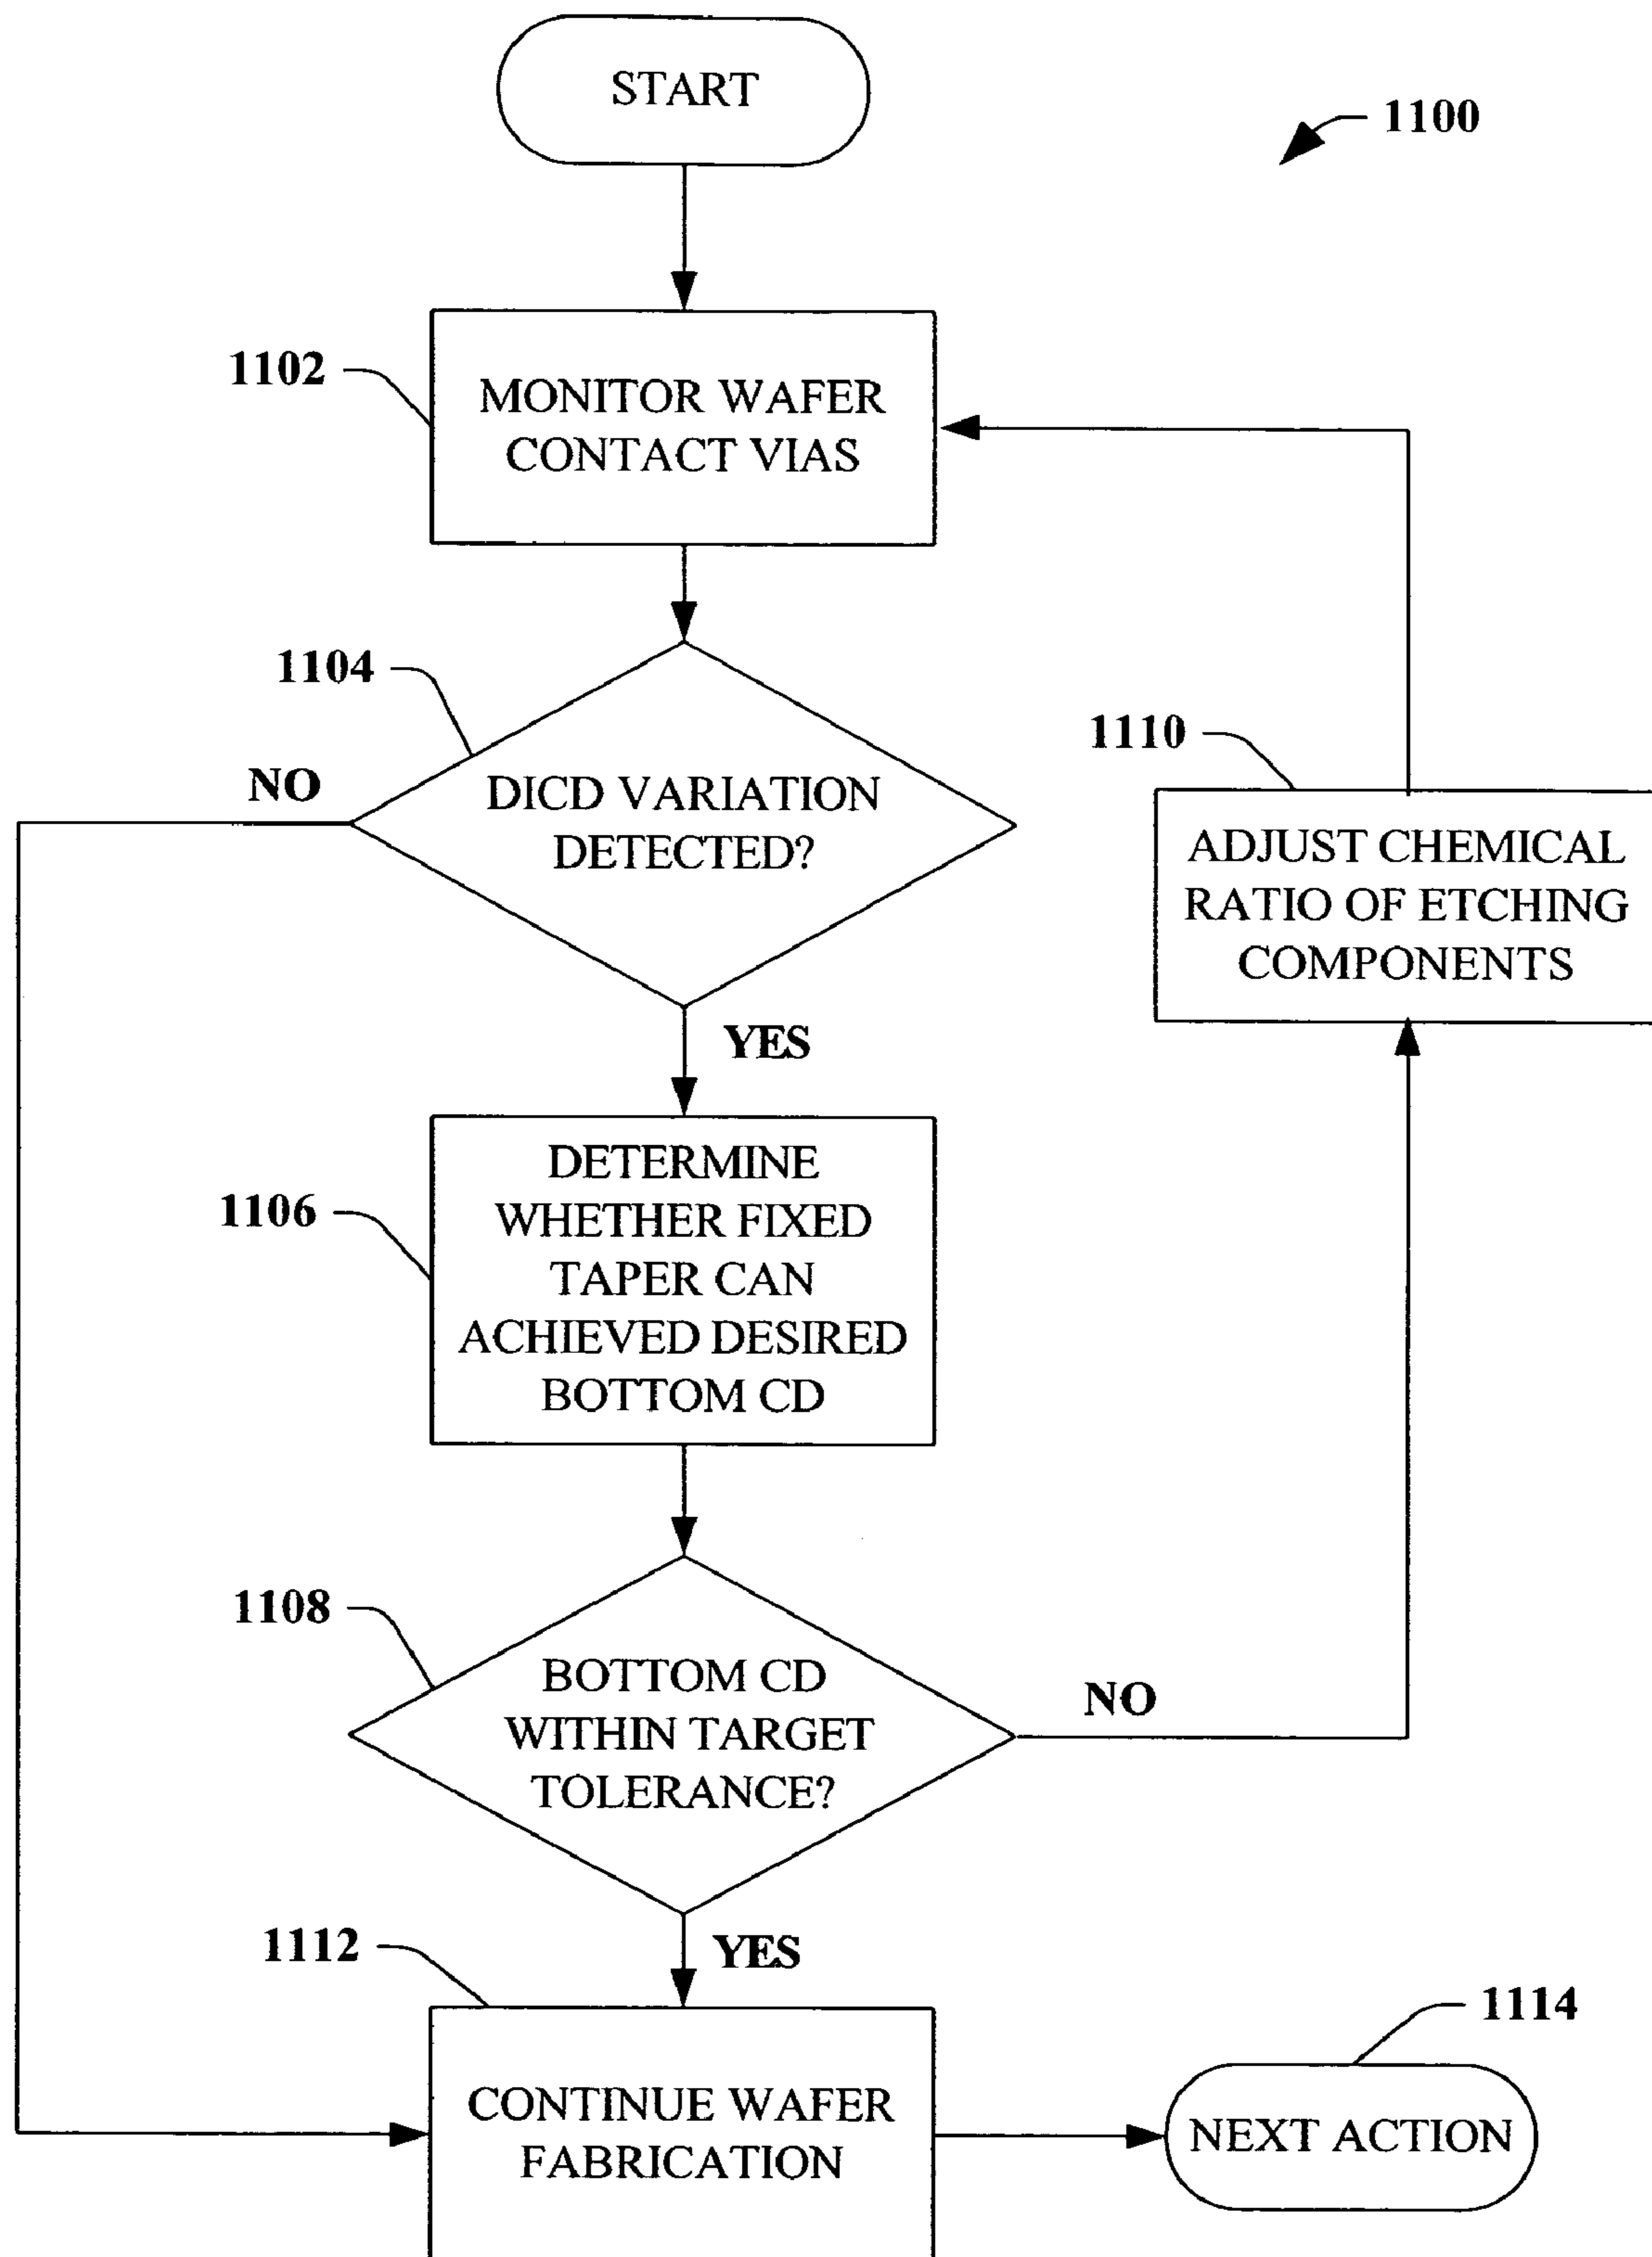 START
1100
1102
MONITOR WAFER
CONTACT VIAS
1104
NO
DICD VARIATION
DETECTED?
1110
ADJUST CHEMICAL
RATIO OF ETCHING
COMPONENTS
YES
1106
DETERMINE
WHETHER FIXED
TAPER CAN
ACHIEVED DESIRED
BOTTOM CD
1108
BOTTOM CD
WITHIN TARGET
TOLERANCE?
NO
1112
YES
CONTINUE WAFER
FABRICATION
1114
NEXT ACTION